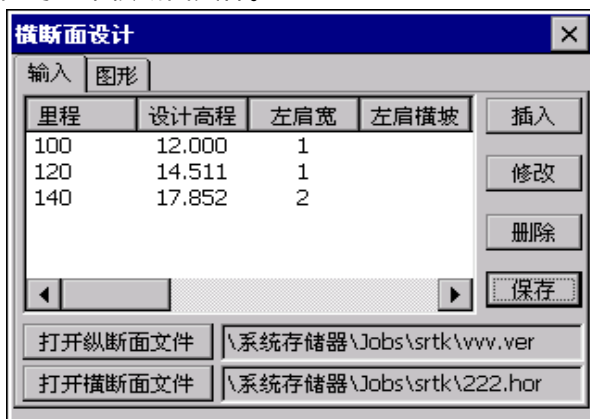 横断面设计
输入 图形
里程 设计高程 左肩宽 左肩横坡 插入
100 12.000 1
120 14.511 1 修改
140 17.852 2
删除
保存
打开纵断面文件 \系统存储器\Jobs\srtk\vvv.ver
打开横断面文件 \系统存储器\Jobs\srtk\222.hor